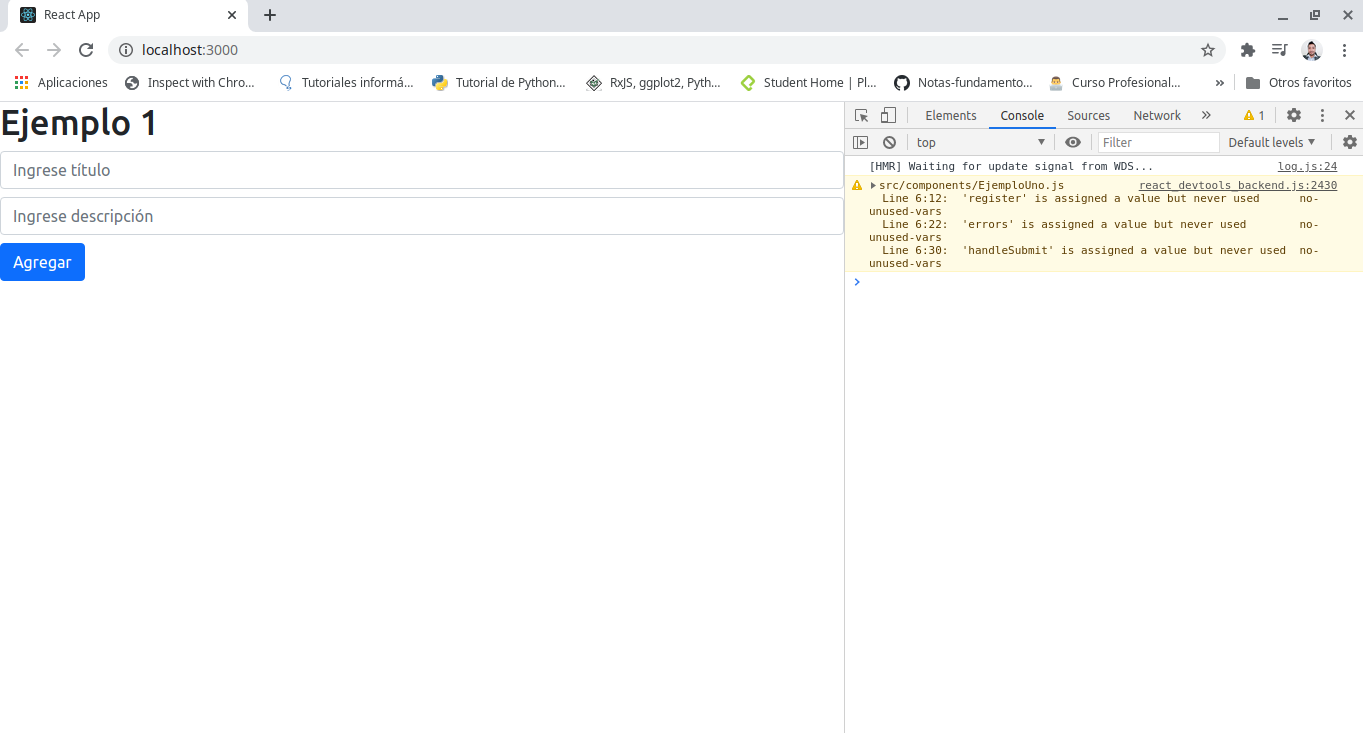 React App
localhost:3000
Aplicaciones Inspect with Chro... Tutoriales informá... Tutorial de Python... RxJS, ggplot2, Pyth... Student Home | Pl... Notas-fundamento... Curso Profesional... » Otros favoritos
Ejemplo 1
Ingrese título
Ingrese descripción
Agregar
Elements Console Sources Network » 1
top Filter Default levels
[HMR] Waiting for update signal from WDS... log.js:24
src/components/EjemploUno.js react_devtools_backend.js:2430
Line 6:12: 'register' is assigned a value but never used no-
unused-vars
Line 6:22: 'errors' is assigned a value but never used no-
unused-vars
Line 6:30: 'handleSubmit' is assigned a value but never used no-
unused-vars